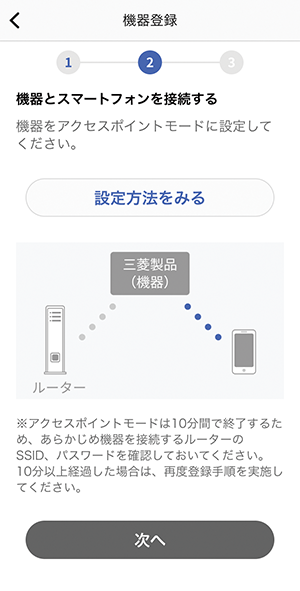 機器登録
1 2 3
機器とスマートフォンを接続する
機器をアクセスポイントモードに設定して
ください。
設定方法をみる
三菱製品
（機器）
ルーター
※アクセスポイントモードは10分間で終了するた
め、あらかじめ機器を接続するルーターの
SSID、パスワードを確認しておいてください。
10分以上経過した場合は、再度登録手順を実施し
てください。
次へ